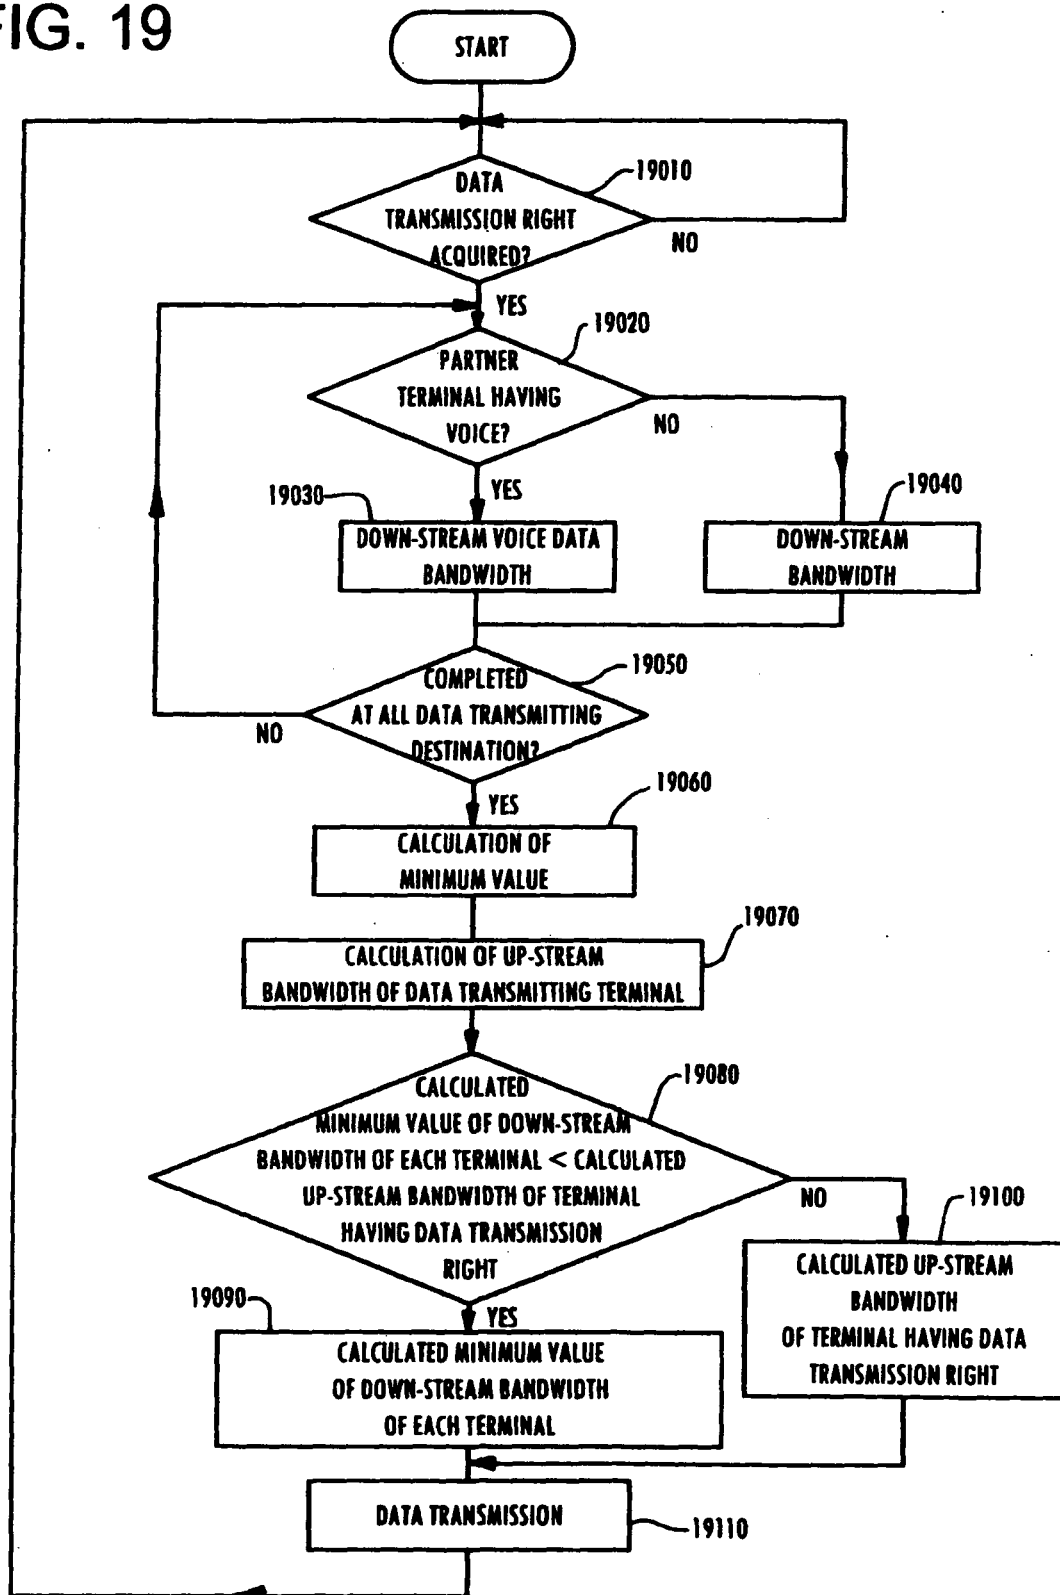 FIG. 19
START
19010
DATA
TRANSMISSION RIGHT
ACQUIRED?
NO
YES
19020
PARTNER
TERMINAL HAVING
VOICE?
NO
YES
19030
19040
DOWN-STREAM VOICE DATA
BANDWIDTH
DOWN-STREAM
BANDWIDTH
19050
COMPLETED
AT ALL DATA TRANSMITTING
DESTINATION?
NO
YES
19060
CALCULATION OF
MINIMUM VALUE
19070
CALCULATION OF UP-STREAM
BANDWIDTH OF DATA TRANSMITTING TERMINAL
19080
CALCULATED
MINIMUM VALUE OF DOWN-STREAM
BANDWIDTH OF EACH TERMINAL < CALCULATED
UP-STREAM BANDWIDTH OF TERMINAL
HAVING DATA TRANSMISSION
RIGHT
NO
YES
19100
CALCULATED UP-STREAM
BANDWIDTH
OF TERMINAL HAVING DATA
TRANSMISSION RIGHT
19090
CALCULATED MINIMUM VALUE
OF DOWN-STREAM BANDWIDTH
OF EACH TERMINAL
DATA TRANSMISSION
19110